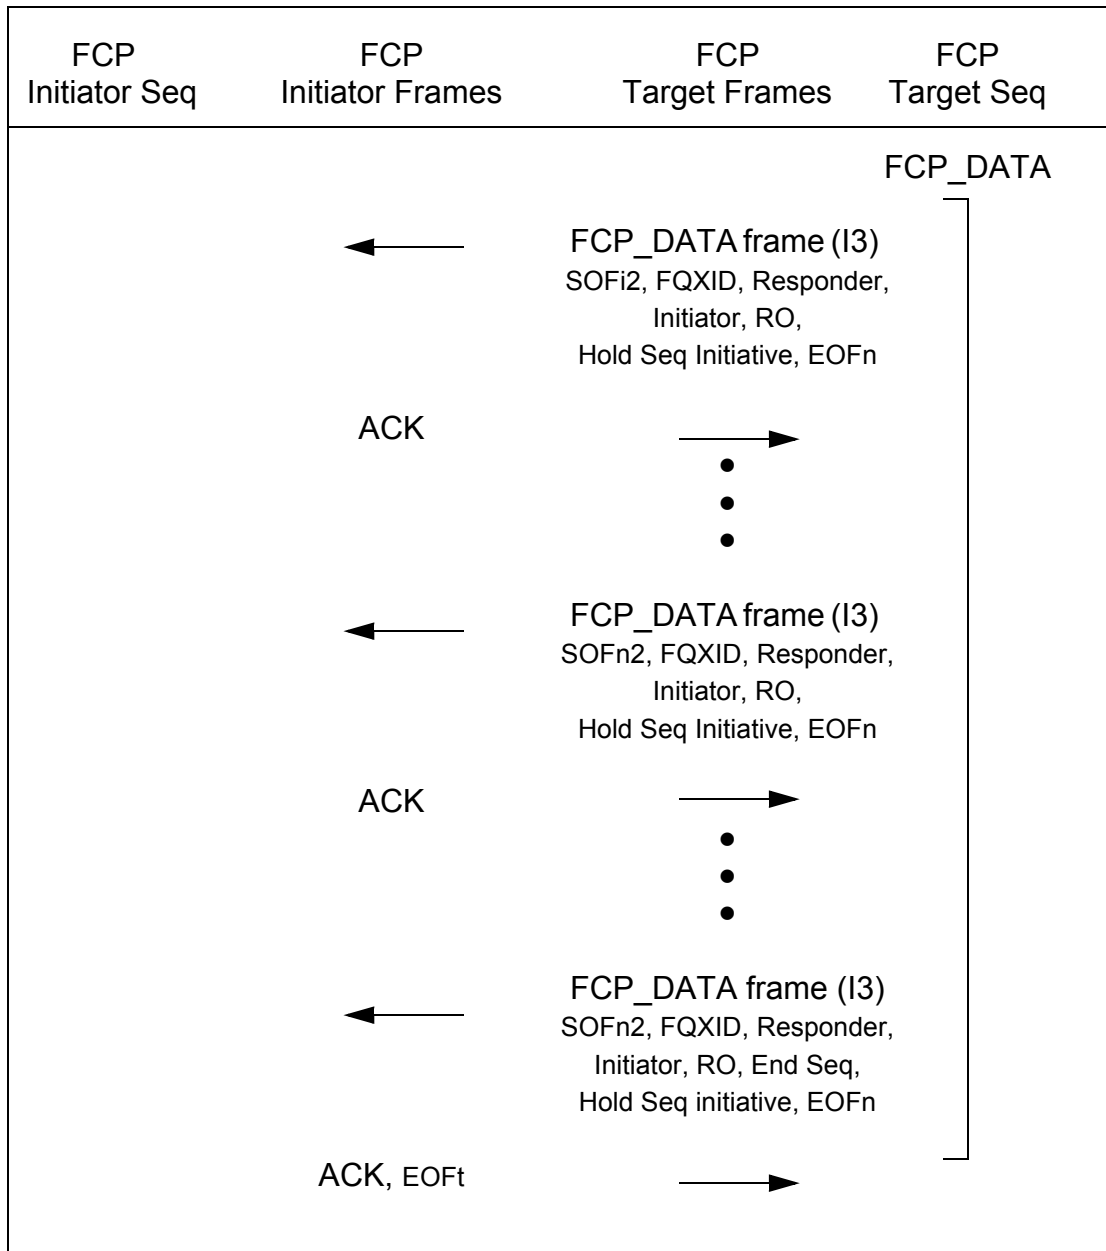 FCP
Initiator Seq
FCP
Initiator Frames
FCP
Target Frames
FCP
Target Seq
FCP_DATA
FCP_DATA frame (I3)
SOFi2, FQXID, Responder,
Initiator, RO,
Hold Seq Initiative, EOFn
ACK
FCP_DATA frame (I3)
SOFn2, FQXID, Responder,
Initiator, RO,
Hold Seq Initiative, EOFn
ACK
FCP_DATA frame (I3)
SOFn2, FQXID, Responder,
Initiator, RO, End Seq,
Hold Seq initiative, EOFn
ACK, EOFt